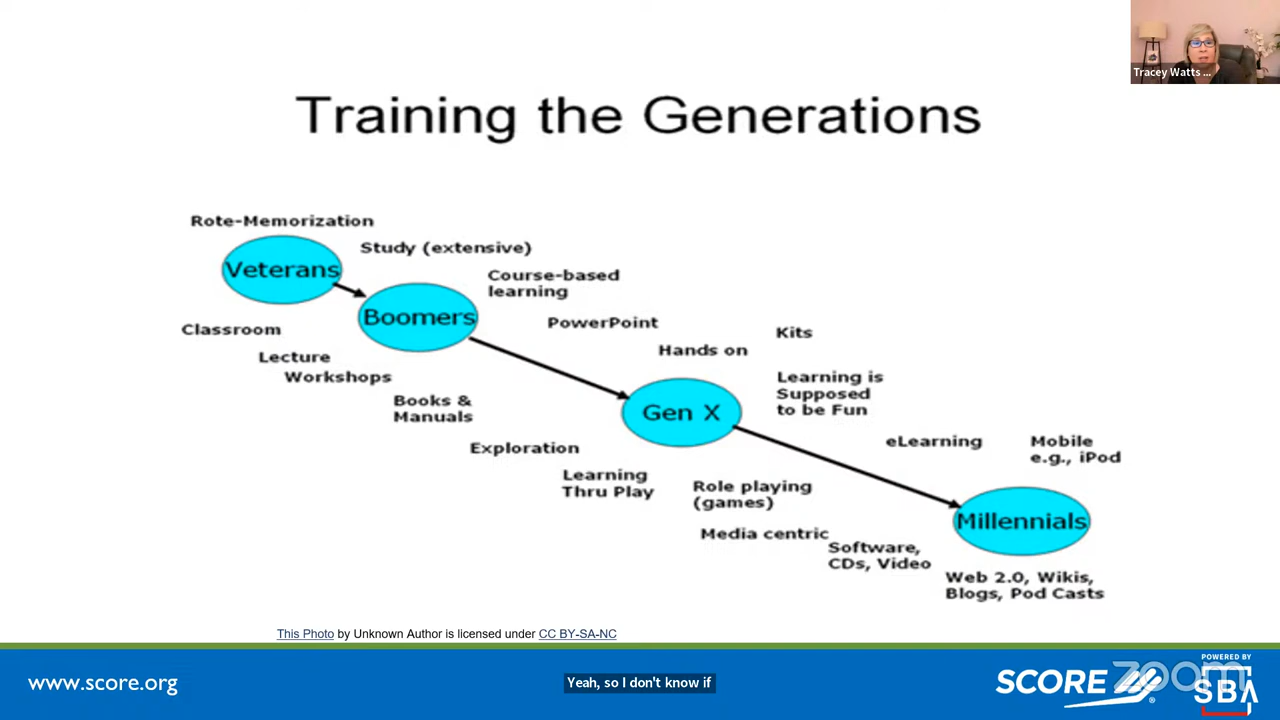 Tracey Watts ...
Training the Generations
Rote-Memorization
Veterans
Study (extensive)
Boomers
Course-based
learning
Classroom
Lecture
Workshops
PowerPoint
Books &
Manuals
Hands on
Kits
Gen X
Learning is
Supposed
to be Fun
Exploration
Learning
Thru Play
Role playing
(games)
Media centric
eLearning
Mobile
e.g., iPod
Millennials
Software,
CDs, Video
Web 2.0, Wikis,
Blogs, Pod Casts
This Photo by Unknown Author is licensed under CC BY-SA-NC
www.score.org
Yeah, so I don't know if
SCORE
®
POWERED BY
SBA
zoom